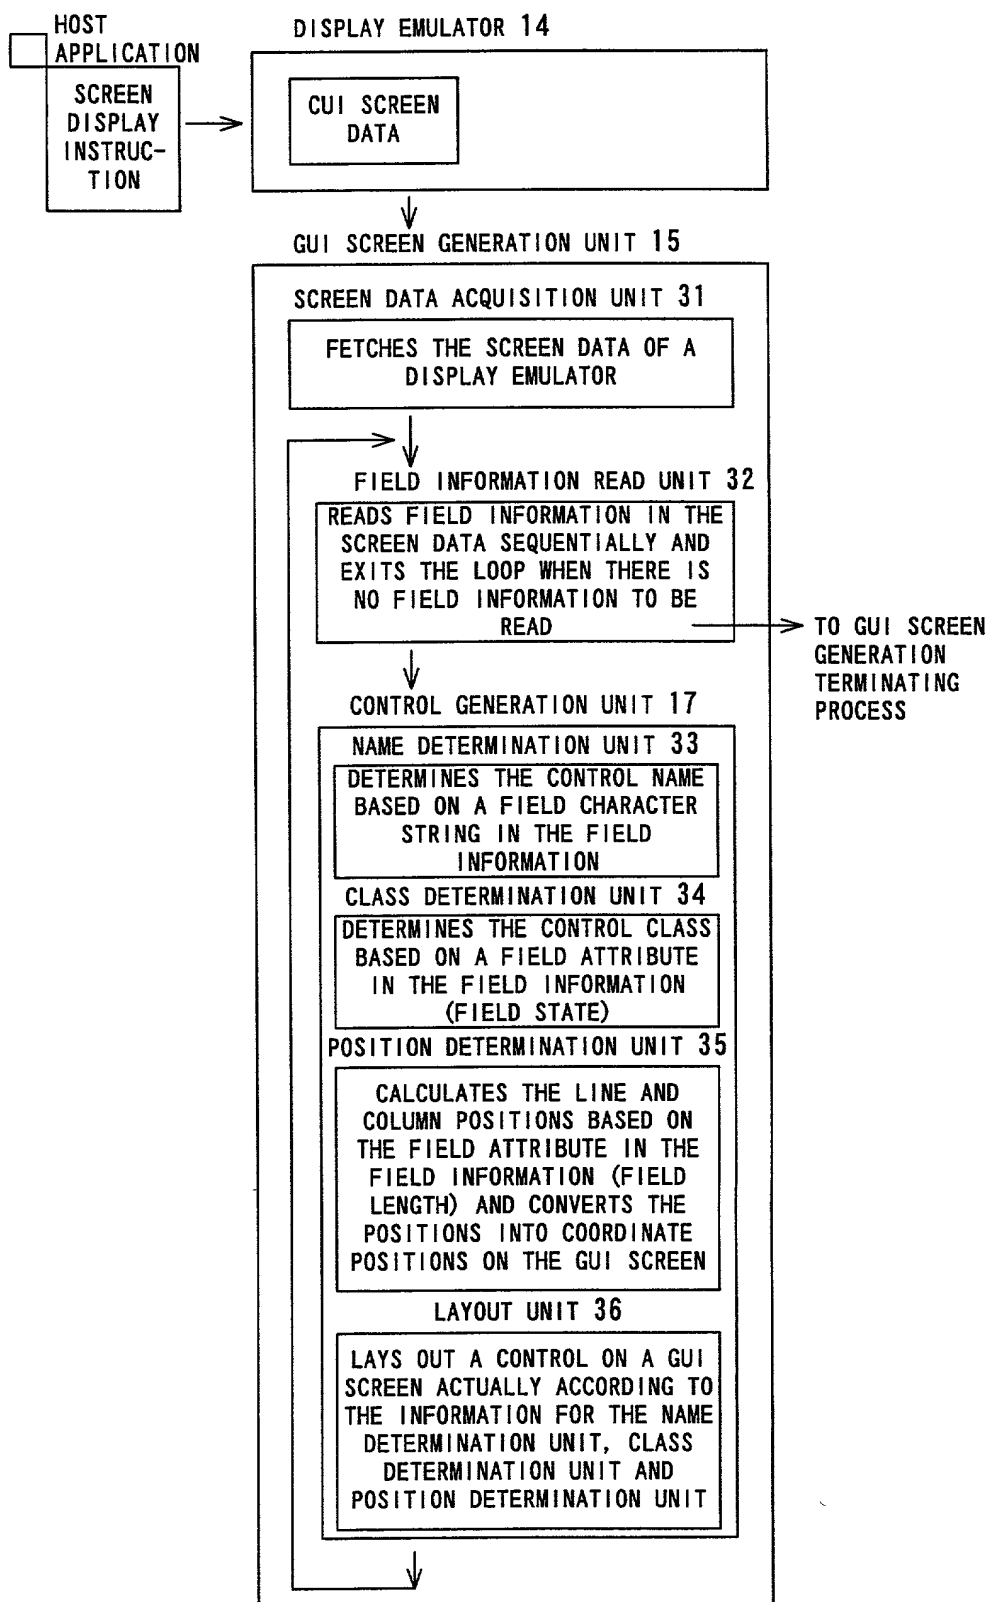 HOST
APPLICATION
SCREEN
DISPLAY
INSTRUC-
TION
DISPLAY EMULATOR 14
CUI SCREEN
DATA
GUI SCREEN GENERATION UNIT 15
SCREEN DATA ACQUISITION UNIT 31
FETCHES THE SCREEN DATA OF A
DISPLAY EMULATOR
FIELD INFORMATION READ UNIT 32
READS FIELD INFORMATION IN THE
SCREEN DATA SEQUENTIALLY AND
EXITS THE LOOP WHEN THERE IS
NO FIELD INFORMATION TO BE
READ
TO GUI SCREEN
GENERATION
TERMINATING
PROCESS
CONTROL GENERATION UNIT 17
NAME DETERMINATION UNIT 33
DETERMINES THE CONTROL NAME
BASED ON A FIELD CHARACTER
STRING IN THE FIELD
INFORMATION
CLASS DETERMINATION UNIT 34
DETERMINES THE CONTROL CLASS
BASED ON A FIELD ATTRIBUTE
IN THE FIELD INFORMATION
(FIELD STATE)
POSITION DETERMINATION UNIT 35
CALCULATES THE LINE AND
COLUMN POSITIONS BASED ON
THE FIELD ATTRIBUTE IN THE
FIELD INFORMATION (FIELD
LENGTH) AND CONVERTS THE
POSITIONS INTO COORDINATE
POSITIONS ON THE GUI SCREEN
LAYOUT UNIT 36
LAYS OUT A CONTROL ON A GUI
SCREEN ACTUALLY ACCORDING TO
THE INFORMATION FOR THE NAME
DETERMINATION UNIT, CLASS
DETERMINATION UNIT AND
POSITION DETERMINATION UNIT